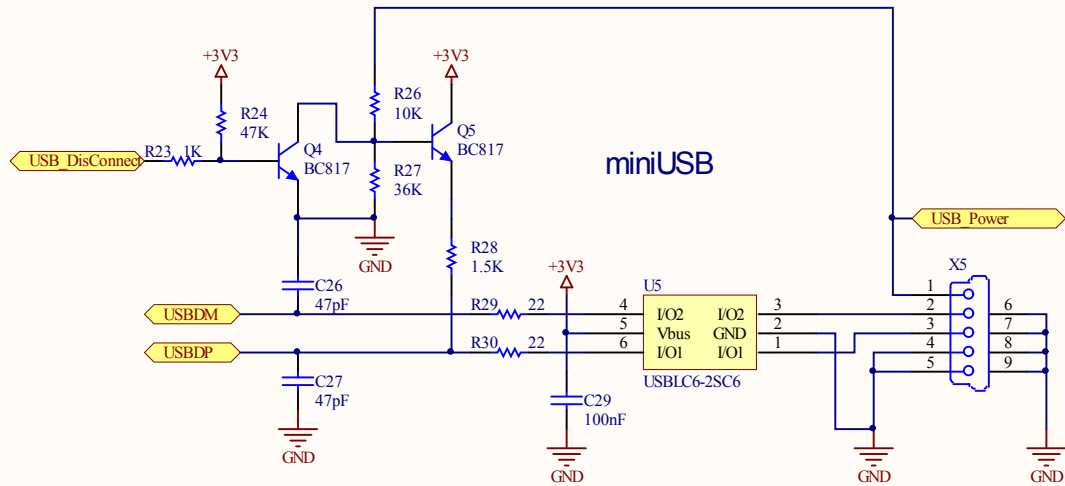 +3V3
+3V3
R24
47K
R26
10K
Q5
BC817
R23 1K
USB_DisConnect
Q4
BC817
R27
36K
miniUSB
USB_Power
GND
R28
1.5K
+3V3
X5
C26
47pF
U5
1
USBDM
R29 22
4 I/O2 I/O2 3
2
6
5 Vbus GND 2
3
7
USBDP
R30 22
6 I/O1 I/O1 1
4
8
5
9
USBLC6-2SC6
C27
47pF
C29
100nF
GND
GND
GND
GND